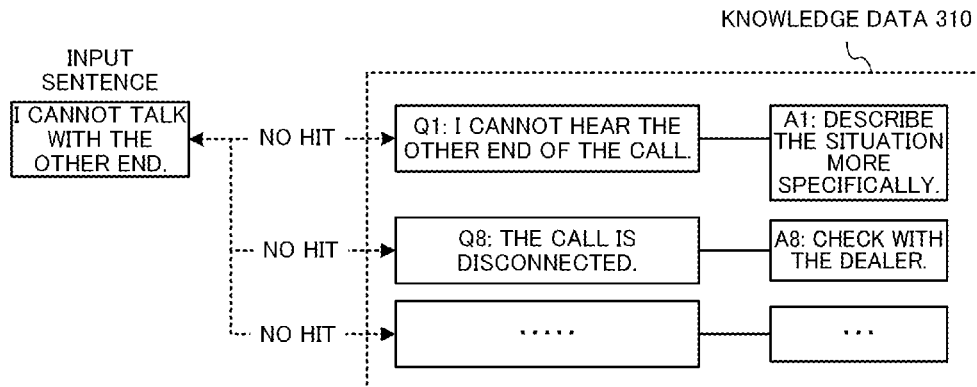 KNOWLEDGE DATA 310
INPUT
SENTENCE
I CANNOT TALK
WITH THE
OTHER END.
NO HIT
Q1: I CANNOT HEAR THE
OTHER END OF THE CALL.
A1: DESCRIBE
THE SITUATION
MORE
SPECIFICALLY.
NO HIT
Q8: THE CALL IS
DISCONNECTED.
A8: CHECK WITH
THE DEALER.
NO HIT
·····
···